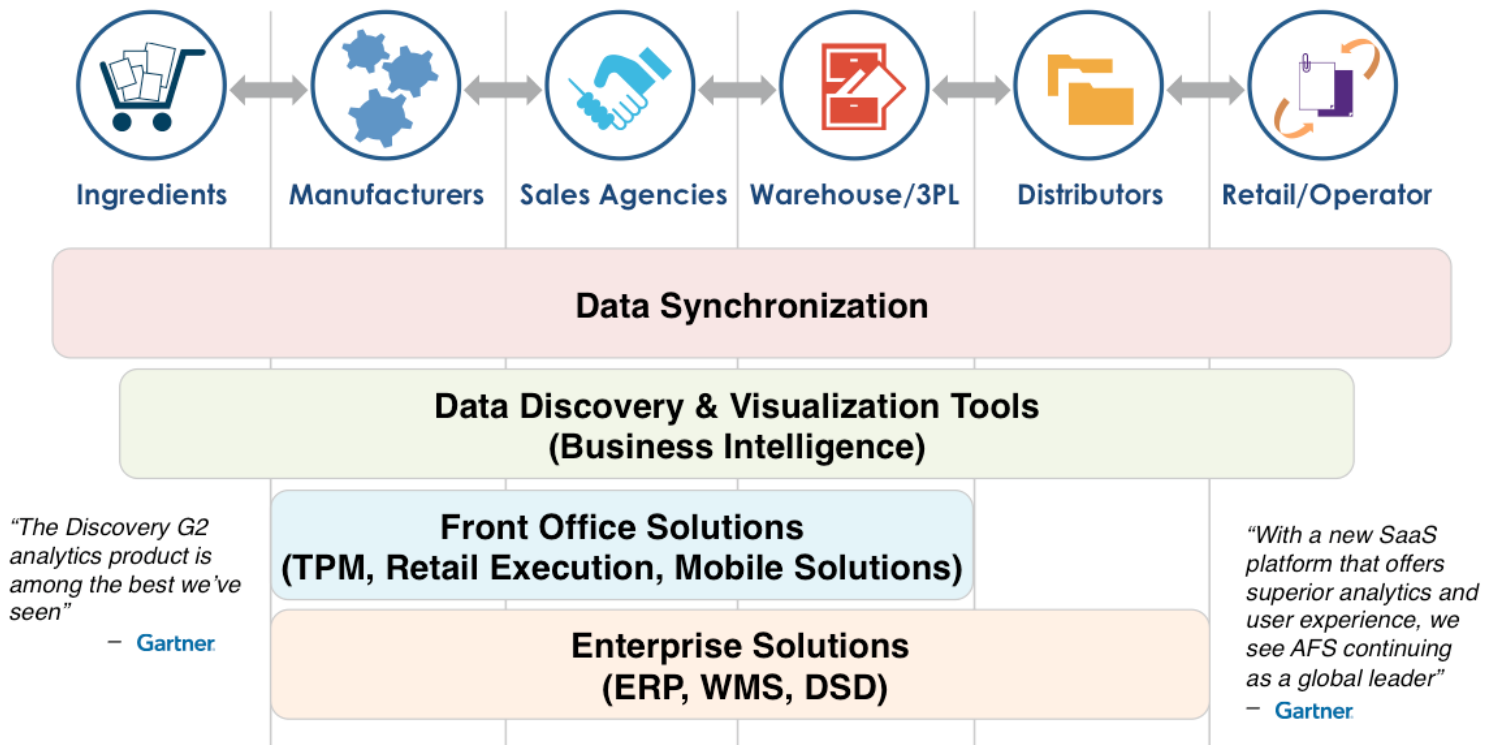 Ingredients
Manufacturers
Sales Agencies
Warehouse/3PL
Distributors
Retail/Operator
Data Synchronization
Data Discovery & Visualization Tools
(Business Intelligence)
Front Office Solutions
(TPM, Retail Execution, Mobile Solutions)
Enterprise Solutions
(ERP, WMS, DSD)
“The Discovery G2
analytics product is
among the best we’ve
seen”
– Gartner
“With a new SaaS
platform that offers
superior analytics and
user experience, we
see AFS continuing
as a global leader”
– Gartner